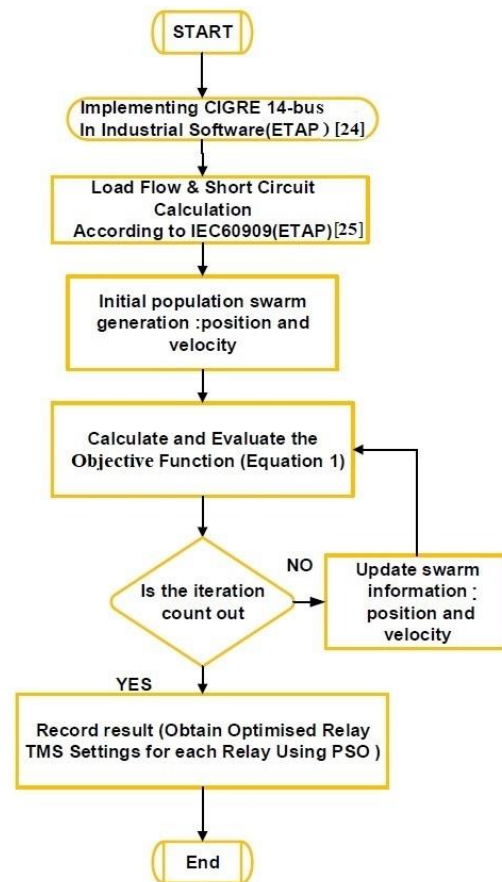 START
Implementing CIGRE 14-bus
In Industrial Software(ETAP ) [24]
Load Flow & Short Circuit
Calculation
According to IEC60909(ETAP)[25]
Initial population swarm
generation :position and
velocity
Calculate and Evaluate the
Objective Function (Equation 1)
Is the iteration
count out
NO
Update swarm
information :
position and
velocity
YES
Record result (Obtain Optimised Relay
TMS Settings for each Relay Using PSO )
End